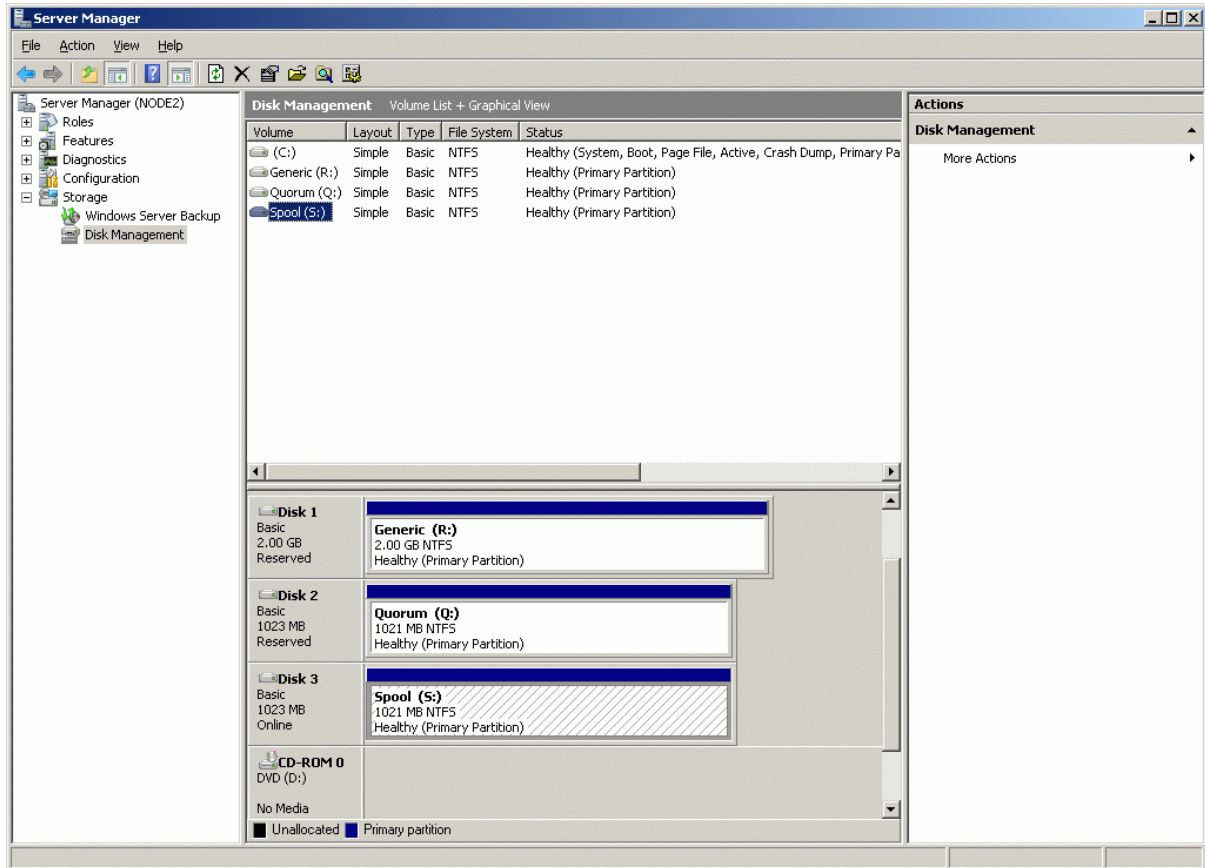 Server Manager
File Action View Help
Server Manager (NODE2)
Roles
Features
Diagnostics
Configuration
Storage
Windows Server Backup
Disk Management
Disk Management Volume List + Graphical View
Volume Layout Type File System Status
(C:) Simple Basic NTFS Healthy (System, Boot, Page File, Active, Crash Dump, Primary Pa
Generic (R:) Simple Basic NTFS Healthy (Primary Partition)
Quorum (Q:) Simple Basic NTFS Healthy (Primary Partition)
Spool (S:) Simple Basic NTFS Healthy (Primary Partition)
Disk 1
Basic
2.00 GB
Reserved
Generic (R:)
2.00 GB NTFS
Healthy (Primary Partition)
Disk 2
Basic
1023 MB
Reserved
Quorum (Q:)
1021 MB NTFS
Healthy (Primary Partition)
Disk 3
Basic
1023 MB
Online
Spool (S:)
1021 MB NTFS
Healthy (Primary Partition)
CD-ROM 0
DVD (D:)
No Media
Unallocated Primary partition
Actions
Disk Management
More Actions